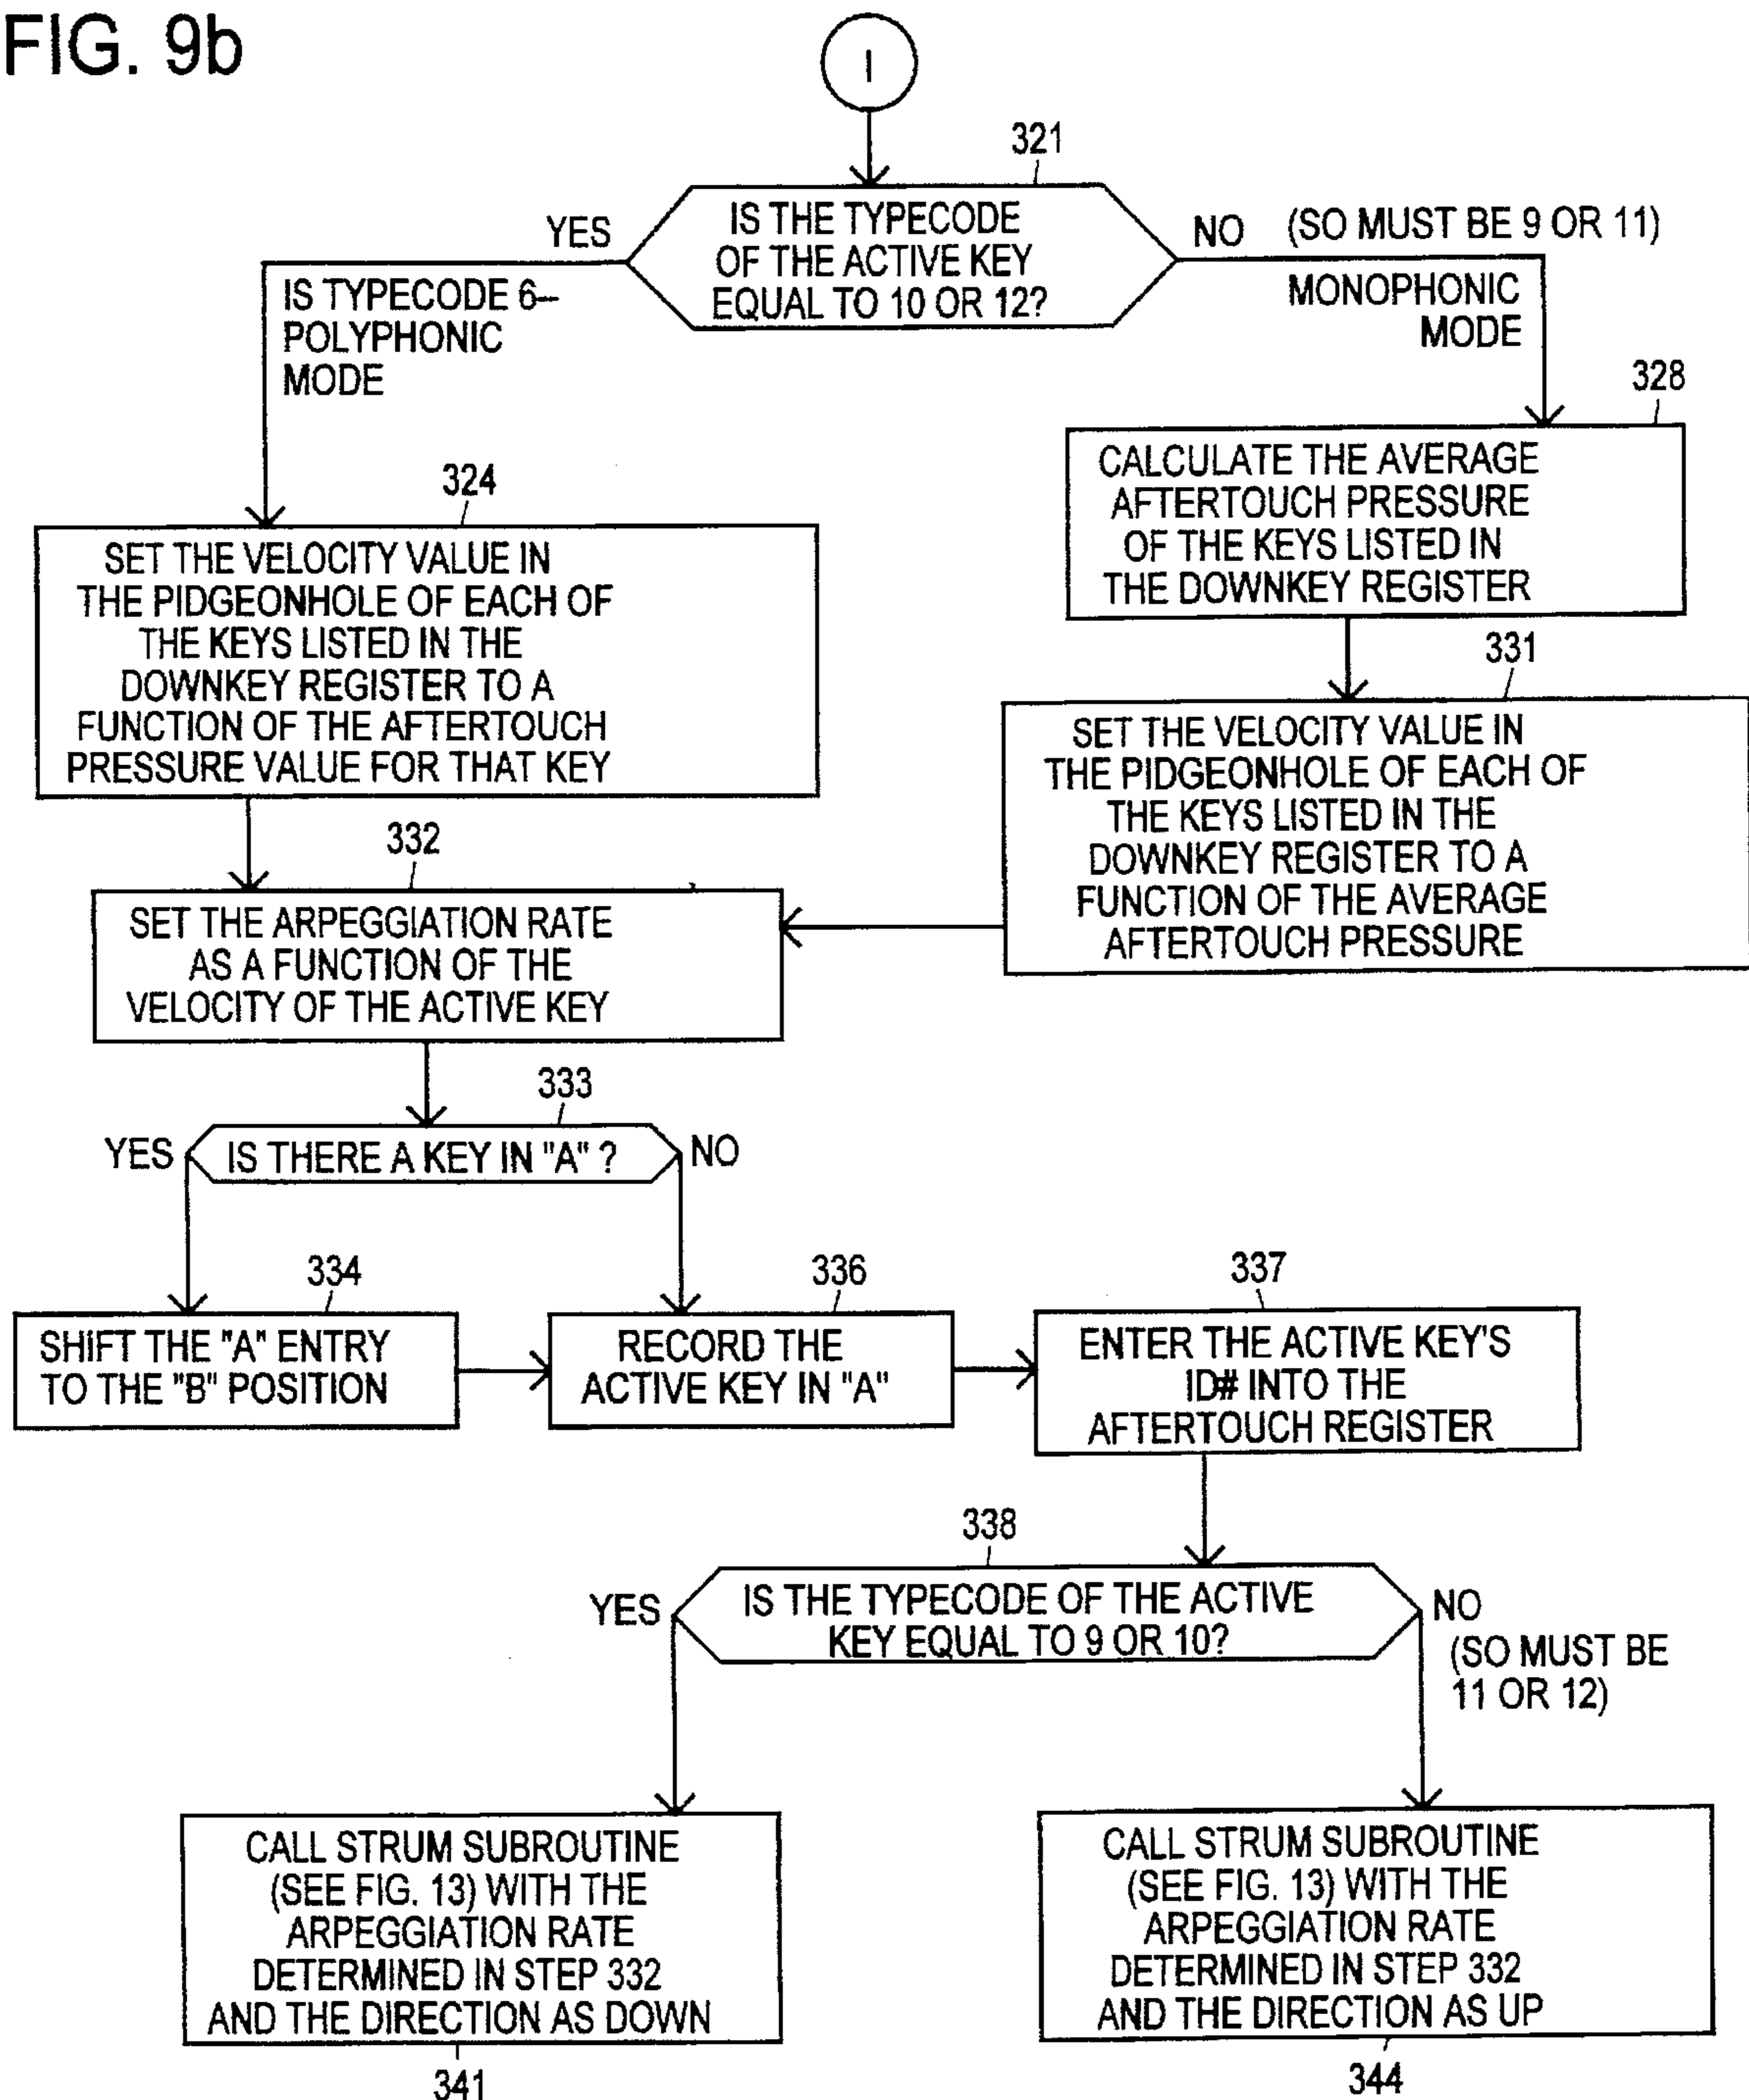 FIG. 9b
I
321
IS THE TYPECODE
OF THE ACTIVE KEY
EQUAL TO 10 OR 12?
YES
NO (SO MUST BE 9 OR 11)
IS TYPECODE 6–
POLYPHONIC
MODE
MONOPHONIC
MODE
328
CALCULATE THE AVERAGE
AFTERTOUCH PRESSURE
OF THE KEYS LISTED IN
THE DOWNKEY REGISTER
324
SET THE VELOCITY VALUE IN
THE PIDGEONHOLE OF EACH OF
THE KEYS LISTED IN THE
DOWNKEY REGISTER TO A
FUNCTION OF THE AFTERTOUCH
PRESSURE VALUE FOR THAT KEY
331
SET THE VELOCITY VALUE IN
THE PIDGEONHOLE OF EACH OF
THE KEYS LISTED IN THE
DOWNKEY REGISTER TO A
FUNCTION OF THE AVERAGE
AFTERTOUCH PRESSURE
332
SET THE ARPEGGIATION RATE
AS A FUNCTION OF THE
VELOCITY OF THE ACTIVE KEY
333
YES
IS THERE A KEY IN "A" ?
NO
334
SHIFT THE "A" ENTRY
TO THE "B" POSITION
336
RECORD THE
ACTIVE KEY IN "A"
337
ENTER THE ACTIVE KEY'S
ID# INTO THE
AFTERTOUCH REGISTER
338
YES
IS THE TYPECODE OF THE ACTIVE
KEY EQUAL TO 9 OR 10?
NO
(SO MUST BE
11 OR 12)
CALL STRUM SUBROUTINE
(SEE FIG. 13) WITH THE
ARPEGGIATION RATE
DETERMINED IN STEP 332
AND THE DIRECTION AS DOWN
341
CALL STRUM SUBROUTINE
(SEE FIG. 13) WITH THE
ARPEGGIATION RATE
DETERMINED IN STEP 332
AND THE DIRECTION AS UP
344